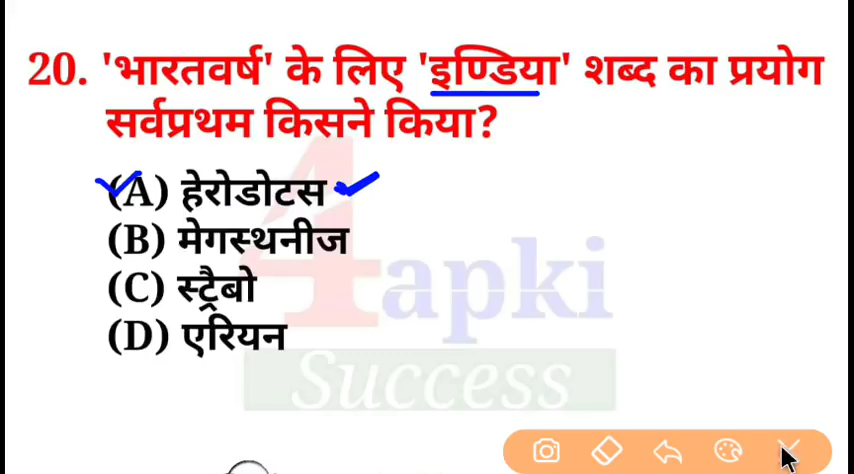 20. 'भारतवर्ष' के लिए 'इण्डिया' शब्द का प्रयोग
सर्वप्रथम किसने किया?
(A) हेरोडोटस
(B) मेगस्थनीज
(C) स्ट्रैबो
(D) एरियन
4apki
Success